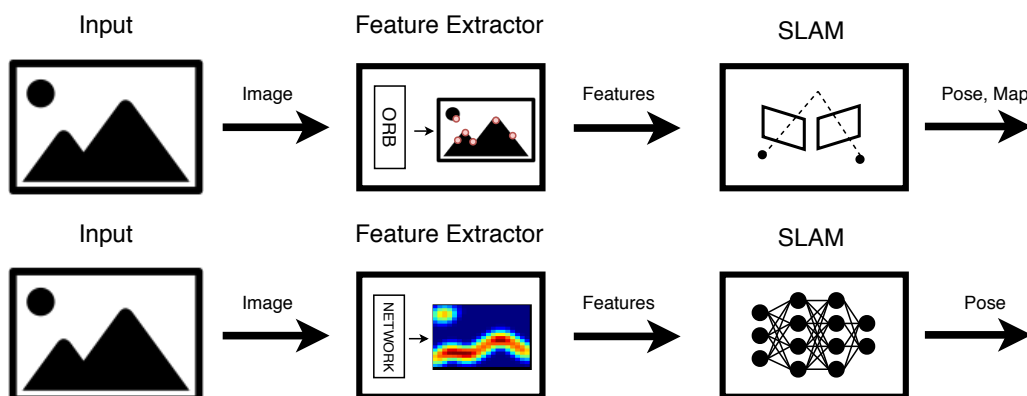 Input
Feature Extractor
SLAM
Image
ORB
Features
Pose, Map
Input
Feature Extractor
SLAM
Image
NETWORK
Features
Pose